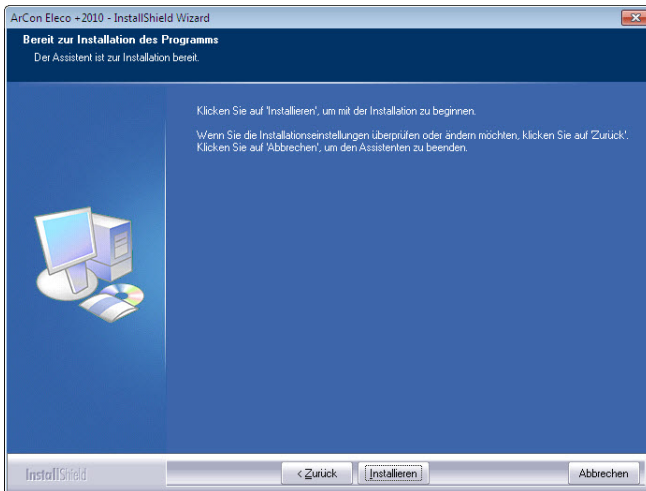 ArCon Eleco +2010 - InstallShield Wizard
Bereit zur Installation des Programms
Der Assistent ist zur Installation bereit.
Klicken Sie auf 'Installieren', um mit der Installation zu beginnen.
Wenn Sie die Installationseinstellungen überprüfen oder ändern möchten, klicken Sie auf 'Zurück'.
Klicken Sie auf 'Abbrechen', um den Assistenten zu beenden.
InstallShield
< Zurück
Installieren
Abbrechen